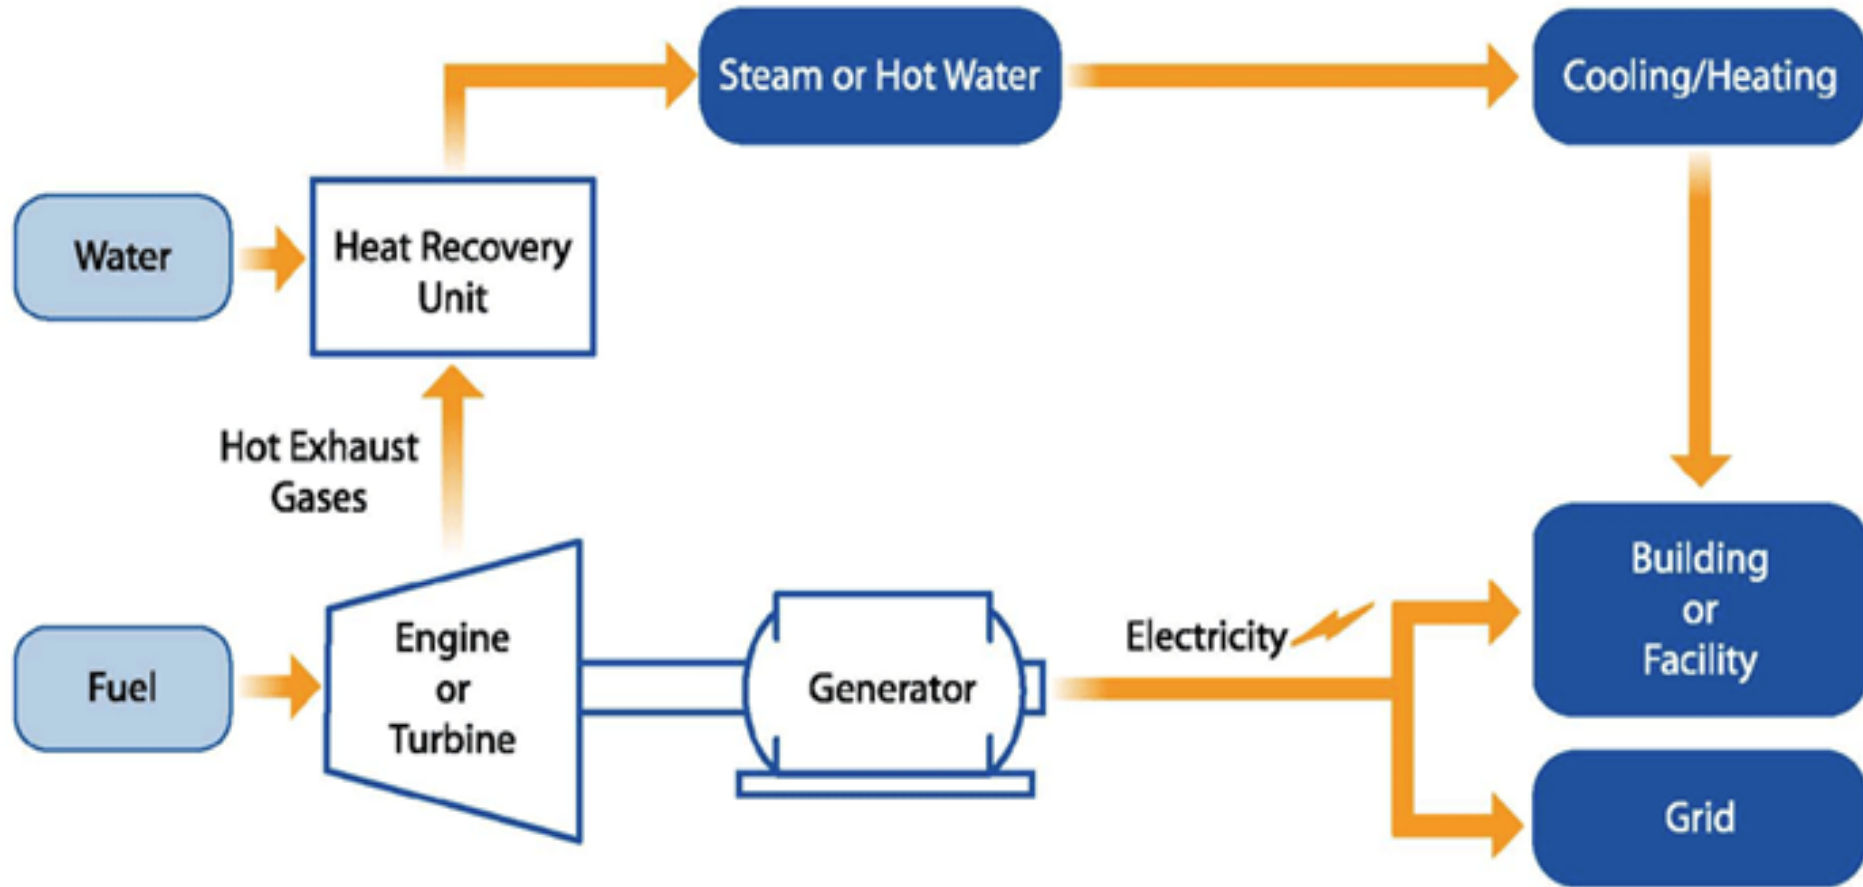 Steam or Hot Water
Cooling/Heating
Water
Heat Recovery
Unit
Hot Exhaust
Gases
Fuel
Engine
or
Turbine
Generator
Electricity
Building
or
Facility
Grid